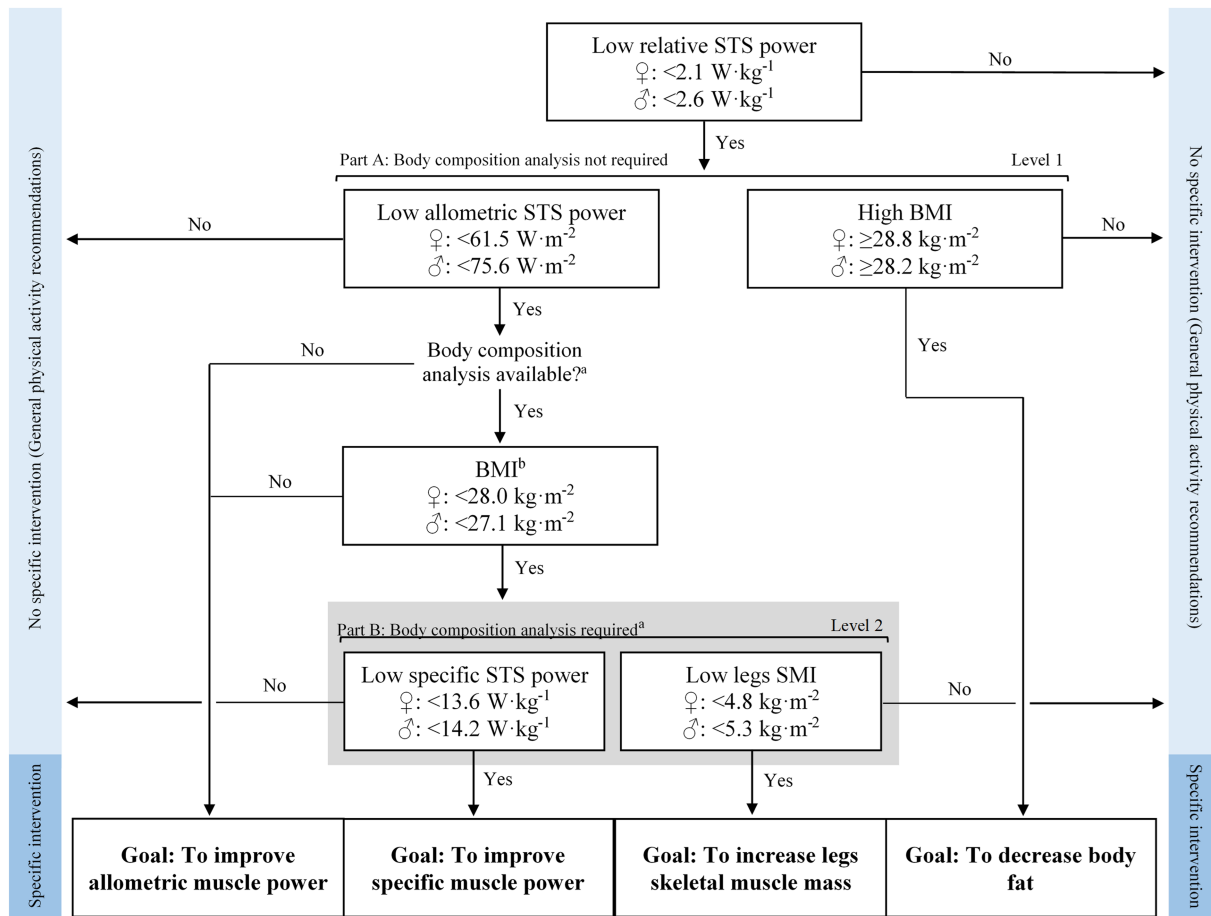 Low relative STS power
♀: <2.1 W·kg⁻¹
♂: <2.6 W·kg⁻¹
No
Yes
Part A: Body composition analysis not required
Level 1
Low allometric STS power
♀: <61.5 W·m⁻²
♂: <75.6 W·m⁻²
No
High BMI
♀: ≥28.8 kg·m⁻²
♂: ≥28.2 kg·m⁻²
No
Yes
Yes
Body composition
analysis available?ᵃ
No
Yes
BMIᵇ
♀: <28.0 kg·m⁻²
♂: <27.1 kg·m⁻²
No
Yes
Part B: Body composition analysis requiredᵃ
Level 2
Low specific STS power
♀: <13.6 W·kg⁻¹
♂: <14.2 W·kg⁻¹
No
Low legs SMI
♀: <4.8 kg·m⁻²
♂: <5.3 kg·m⁻²
No
Yes
Yes
Goal: To improve
allometric muscle power
Goal: To improve
specific muscle power
Goal: To increase legs
skeletal muscle mass
Goal: To decrease body
fat
No specific intervention (General physical activity recommendations)
Specific intervention
No specific intervention (General physical activity recommendations)
Specific intervention